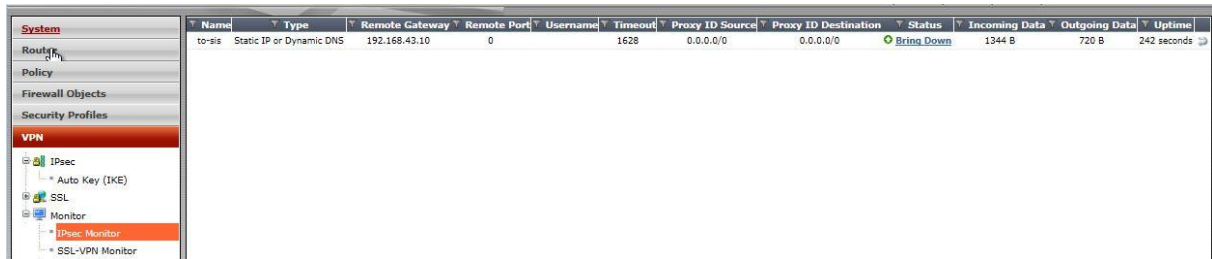 System
Router
Policy
Firewall Objects
Security Profiles
VPN
IPsec
Auto Key (IKE)
SSL
Monitor
IPsec Monitor
SSL-VPN Monitor
Name Type Remote Gateway Remote Port Username Timeout Proxy ID Source Proxy ID Destination Status Incoming Data Outgoing Data Uptime
to-sis Static IP or Dynamic DNS 192.168.43.10 0 1628 0.0.0.0/0 0.0.0.0/0 Bring Down 1344 B 720 B 242 seconds